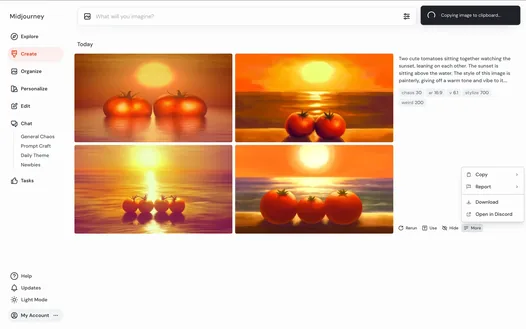 Midjourney
What will you imagine?
Copying image to clipboard...
Explore
Create
Organize
Personalize
Edit
Chat
General Chaos
Prompt Craft
Daily Theme
Newbies
Tasks
Help
Updates
Light Mode
My Account
Today
Two cute tomatoes sitting together watching the
sunset, leaning on each other. The sunset is
sitting above the water. The style of this image is
painterly, giving off a warm tone and vibe to it...
chaos 30 ar 16:9 v 6.1 stylize 700
weird 300
Copy
Report
Download
Open in Discord
Rerun Use Hide More